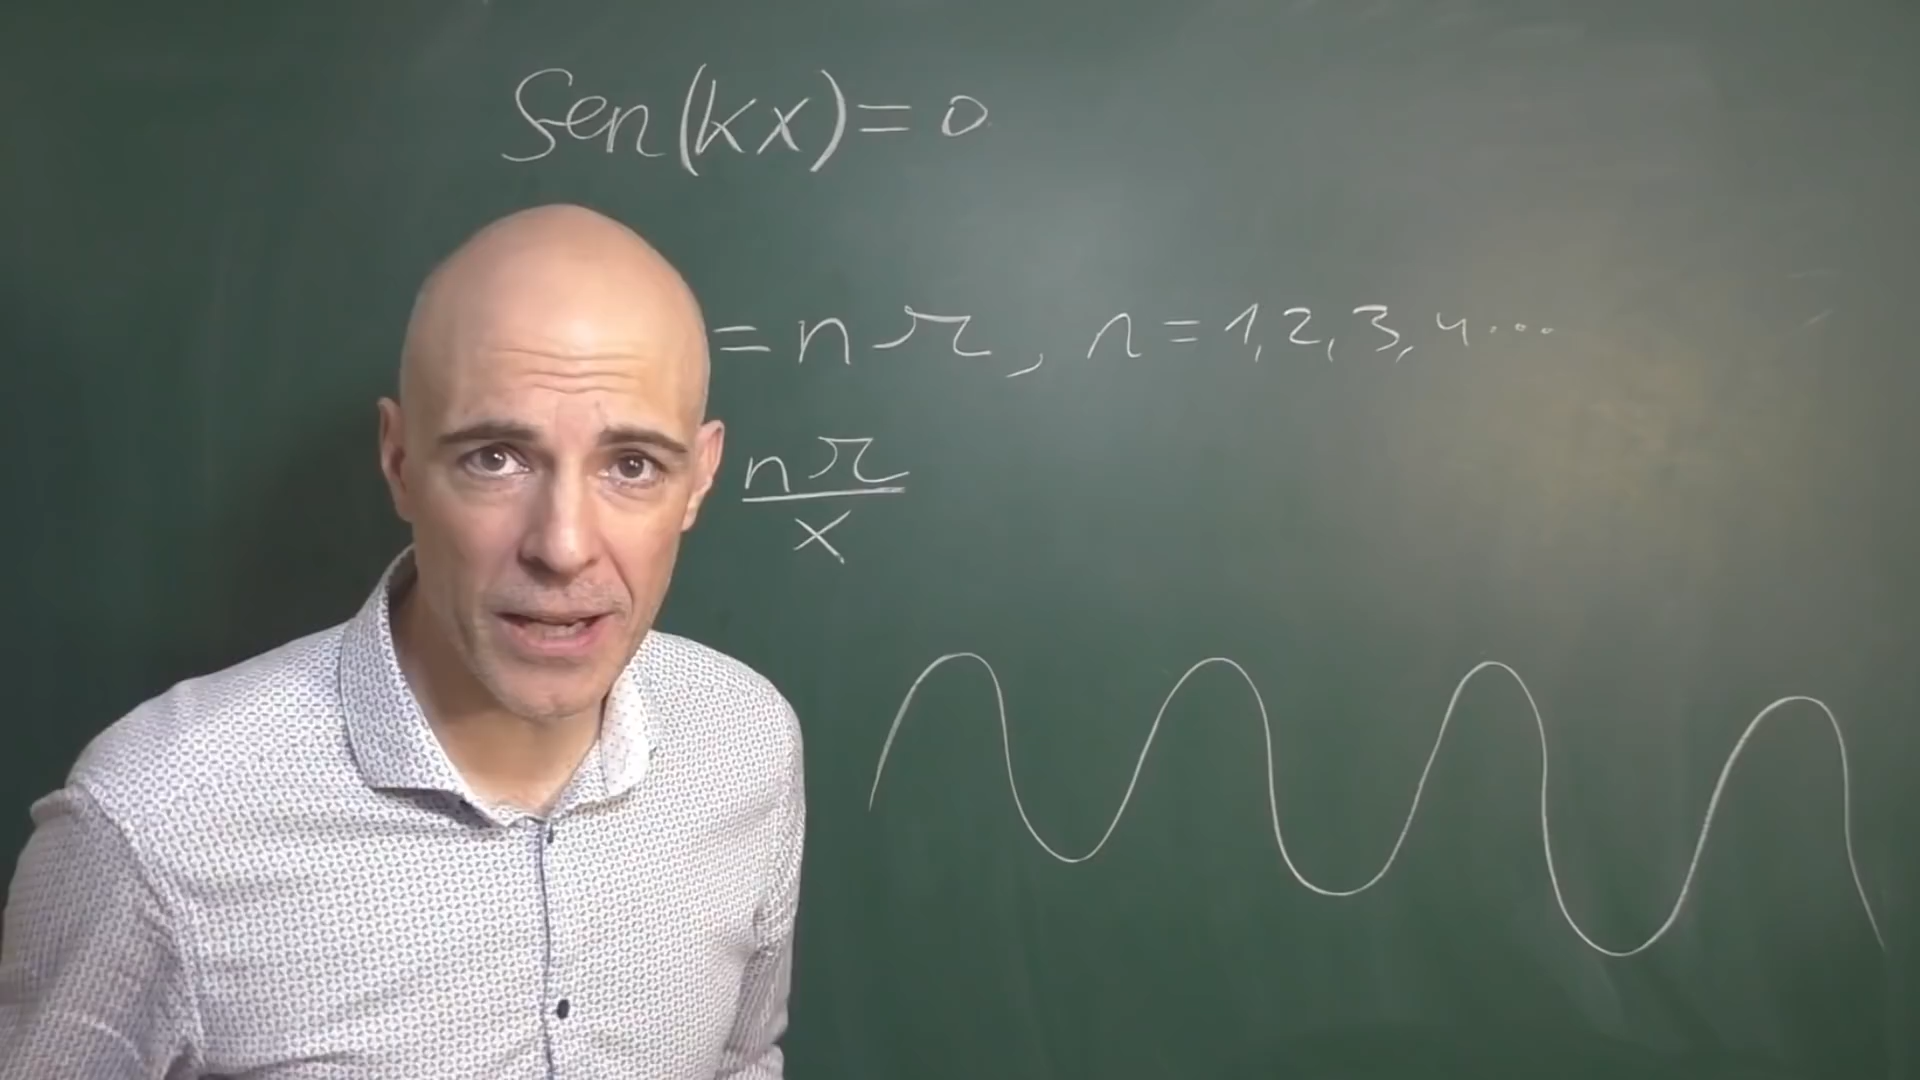 Sen(kx)=0
=nπ, n=1,2,3,4...
nπ/x